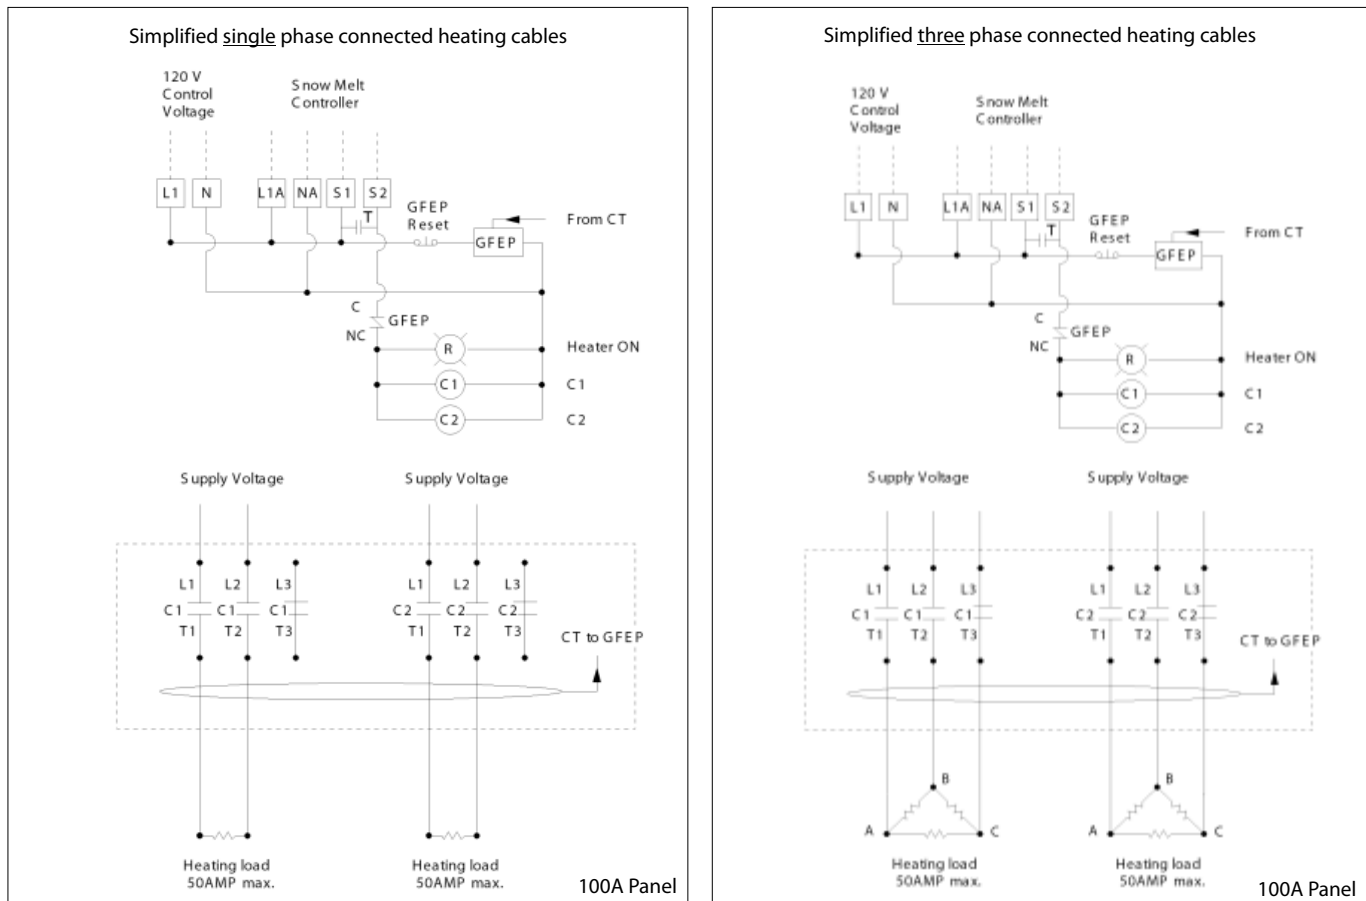 Simplified single phase connected heating cables
120 V
Control
Voltage
Snow Melt
Controller
L1
N
L1A
NA
S1
S2
T
GFEP
Reset
GFEP
From CT
C
GFEP
NC
R
Heater ON
C1
C1
C2
C2
Supply Voltage
Supply Voltage
L1
L2
L3
L1
L2
L3
C1
C1
C1
C2
C2
C2
T1
T2
T3
T1
T2
T3
CT to GFEP
Heating load
50AMP max.
Heating load
50AMP max.
100A Panel
Simplified three phase connected heating cables
120 V
Control
Voltage
Snow Melt
Controller
L1
N
L1A
NA
S1
S2
T
GFEP
Reset
GFEP
From CT
C
GFEP
NC
R
Heater ON
C1
C1
C2
C2
Supply Voltage
Supply Voltage
L1
L2
L3
L1
L2
L3
C1
C1
C1
C2
C2
C2
T1
T2
T3
T1
T2
T3
CT to GFEP
B
A
C
B
A
C
Heating load
50AMP max.
Heating load
50AMP max.
100A Panel